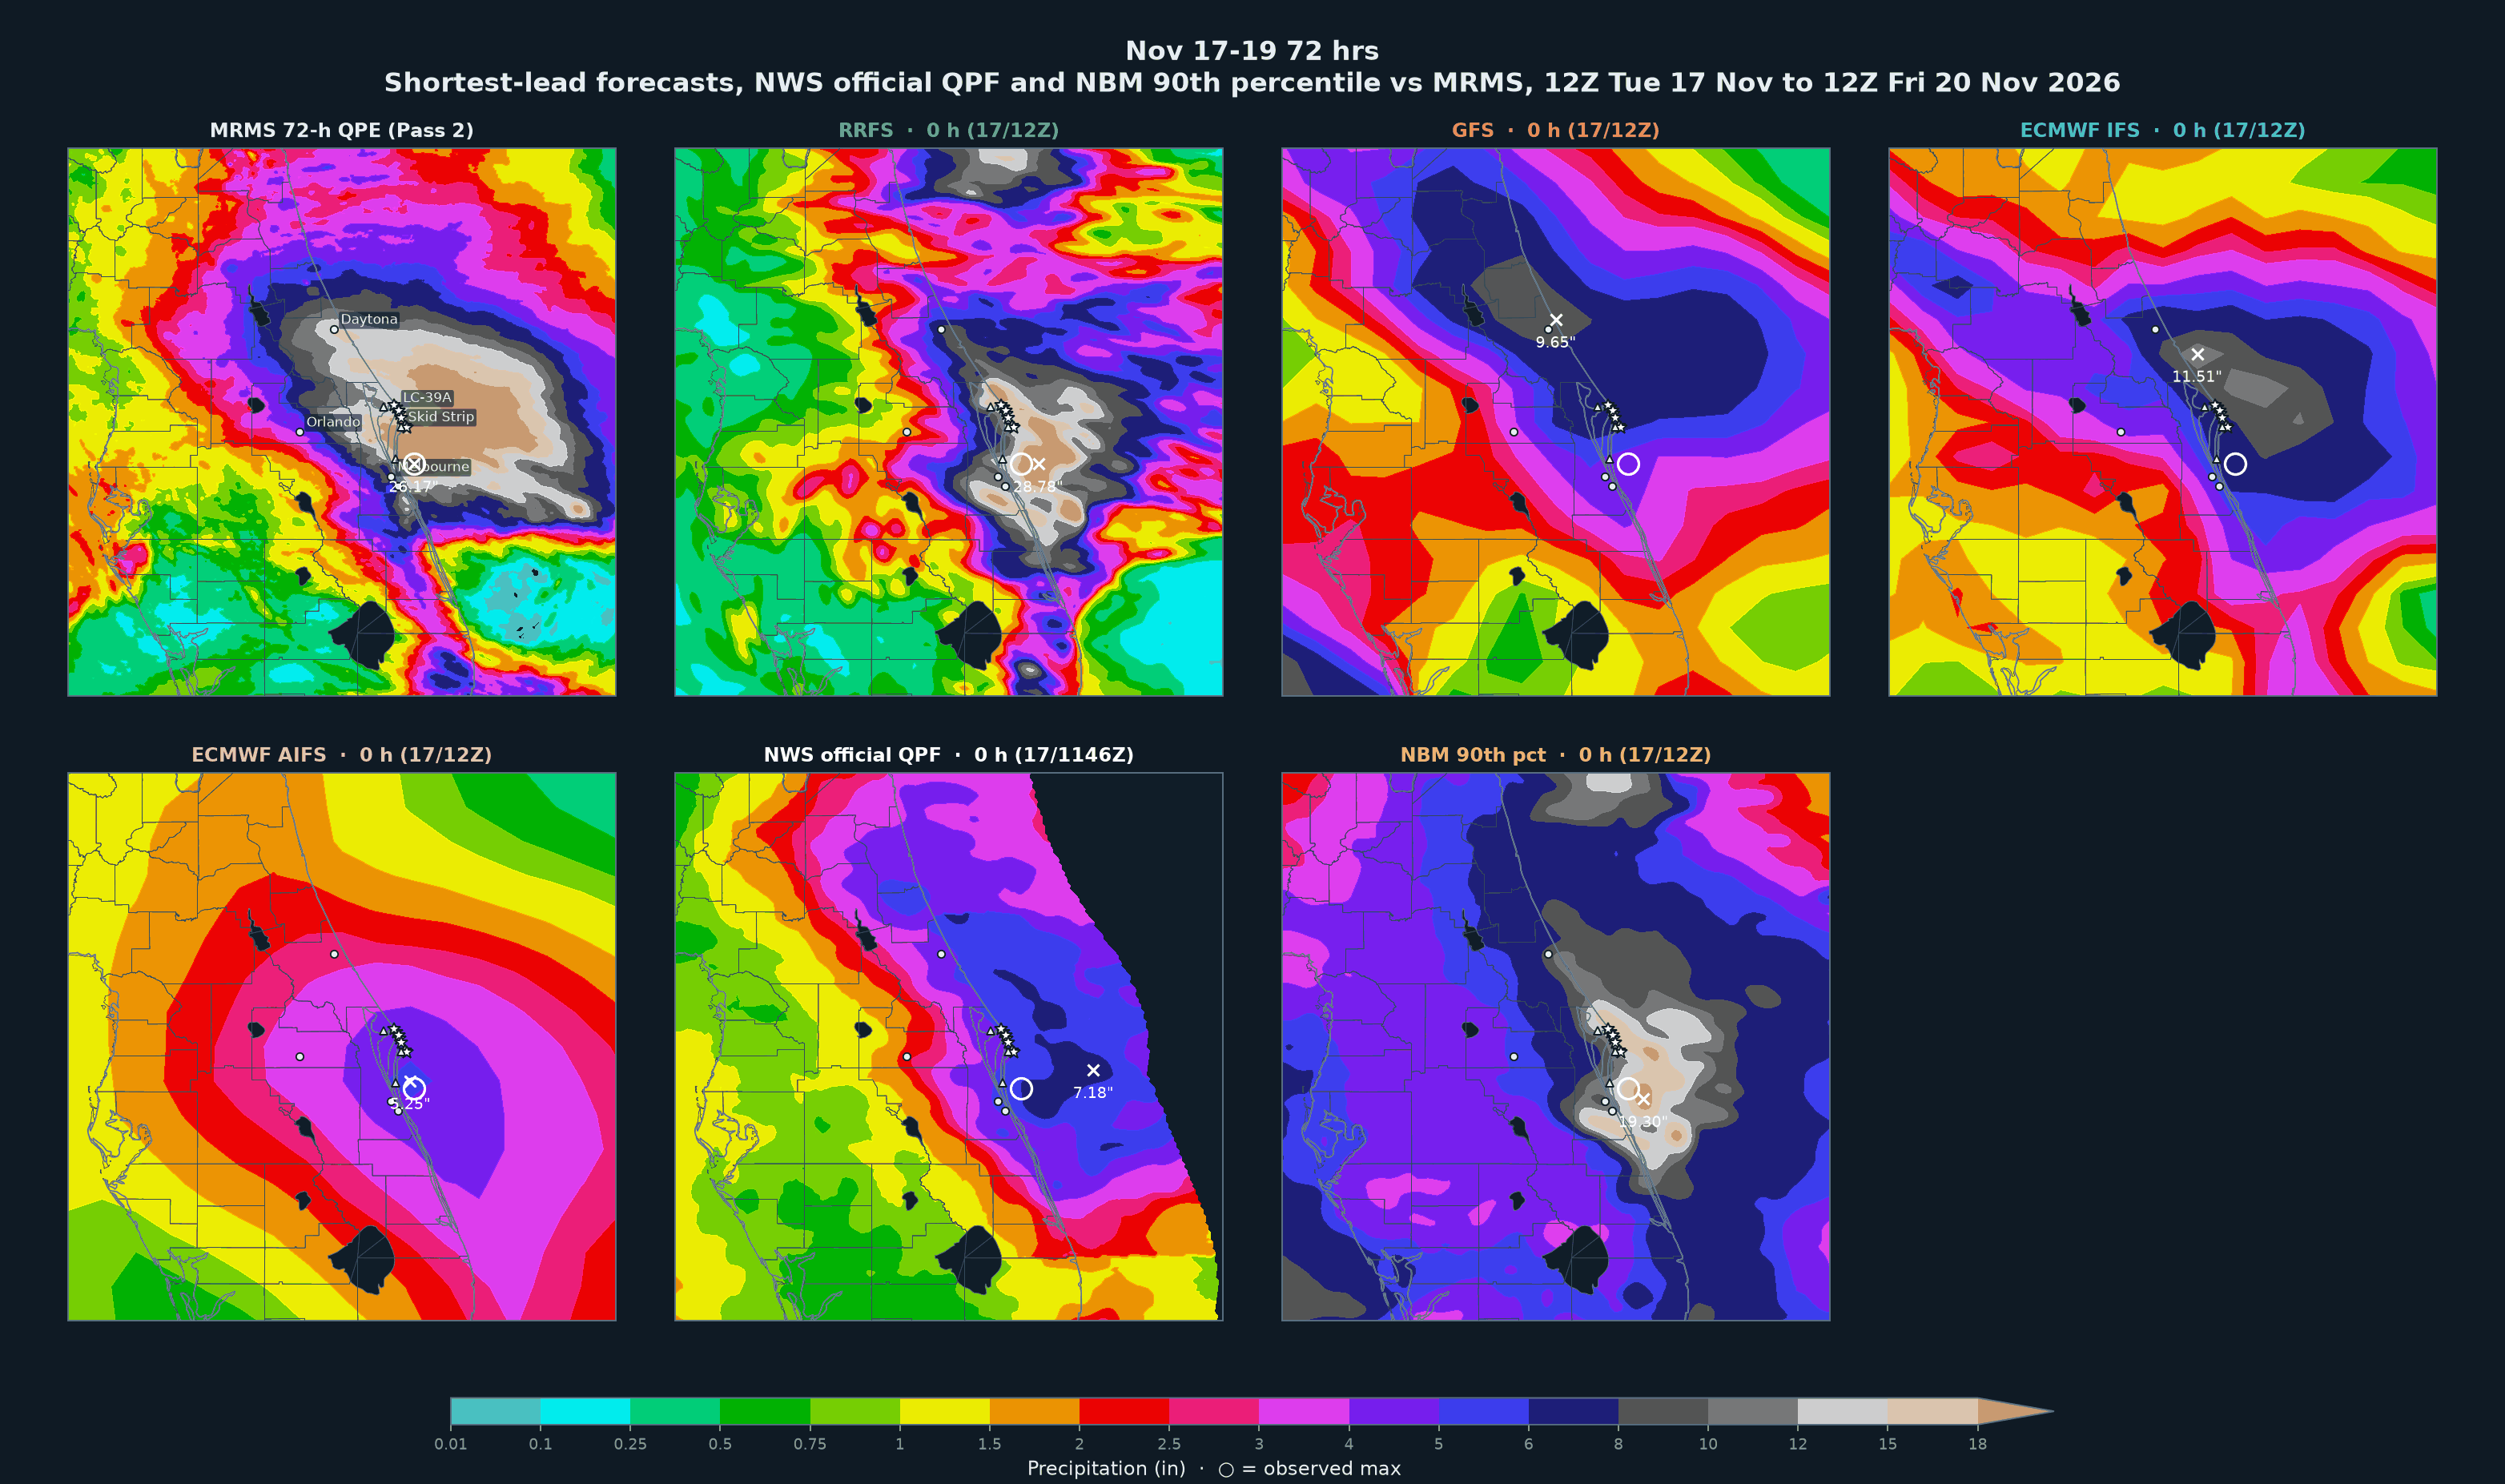 Nov 17-19 72 hrs
Shortest-lead forecasts, NWS official QPF and NBM 90th percentile vs MRMS, 12Z Tue 17 Nov to 12Z Fri 20 Nov 2026
MRMS 72-h QPE (Pass 2)
RRFS · 0 h (17/12Z)
GFS · 0 h (17/12Z)
ECMWF IFS · 0 h (17/12Z)
Daytona
LC-39A
Skid Strip
Orlando
Melbourne
26.17"
28.78"
9.65"
11.51"
ECMWF AIFS · 0 h (17/12Z)
NWS official QPF · 0 h (17/1146Z)
NBM 90th pct · 0 h (17/12Z)
5.25"
7.18"
19.30"
0.01 0.1 0.25 0.5 0.75 1 1.5 2 2.5 3 4 5 6 8 10 12 15 18
Precipitation (in) · ○ = observed max